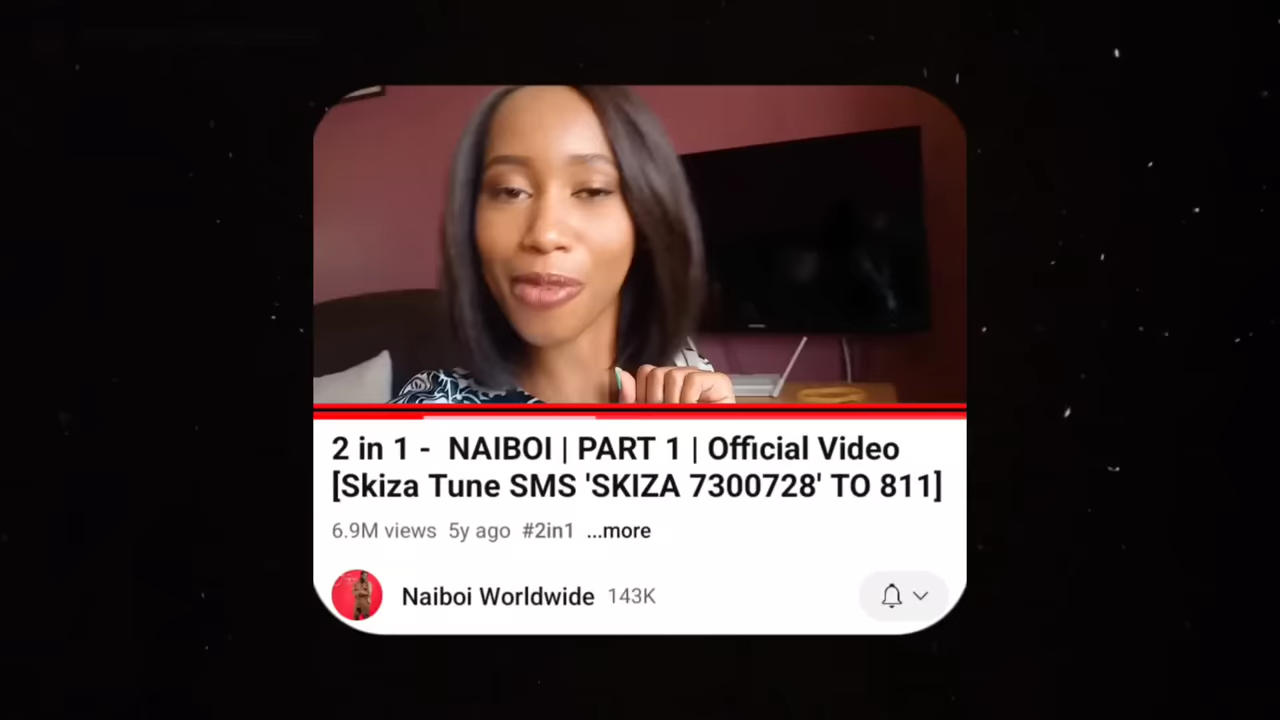 2 in 1 - NAIBOI | PART 1 | Official Video
[Skiza Tune SMS 'SKIZA 7300728' TO 811]
6.9M views 5y ago #2in1 ...more
Naiboi Worldwide 143K